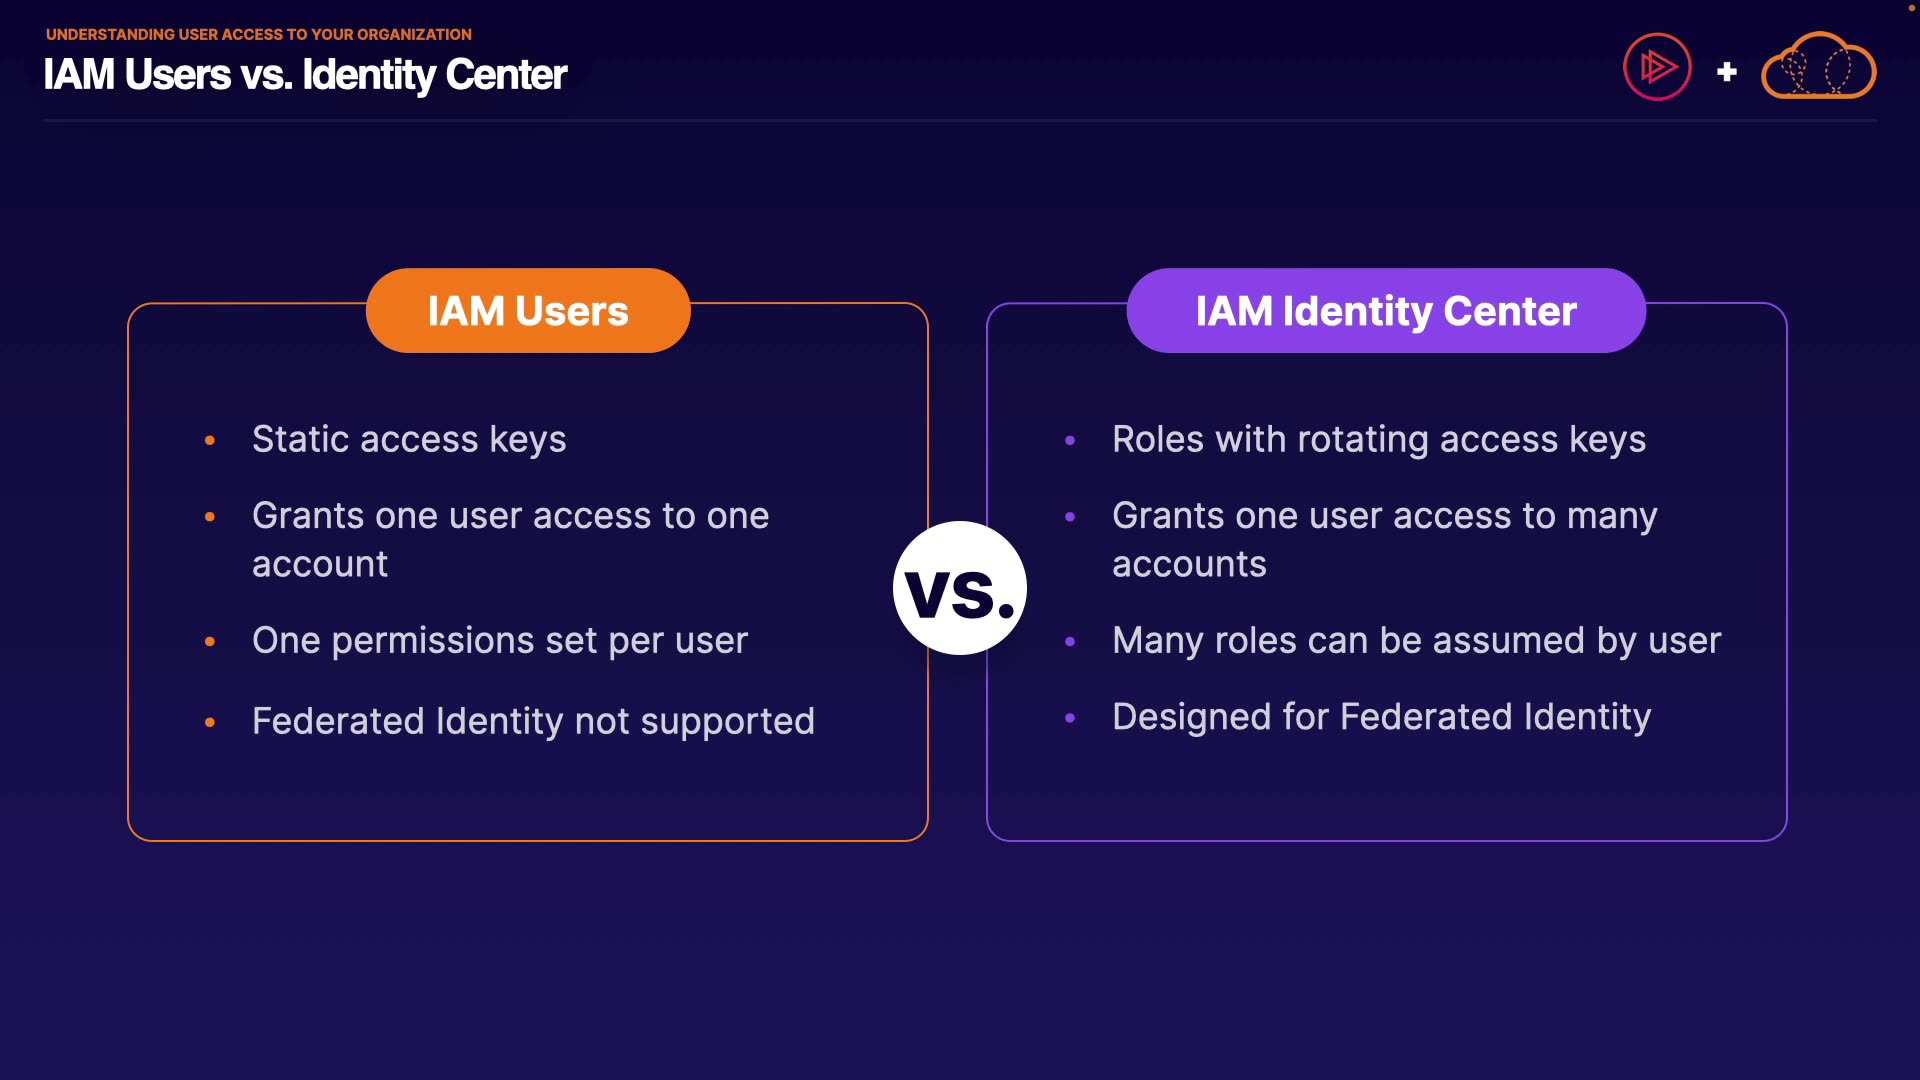 UNDERSTANDING USER ACCESS TO YOUR ORGANIZATION
IAM Users vs. Identity Center
+
IAM Users
• Static access keys
• Grants one user access to one
account
• One permissions set per user
• Federated Identity not supported
vs.
IAM Identity Center
• Roles with rotating access keys
• Grants one user access to many
accounts
• Many roles can be assumed by user
• Designed for Federated Identity